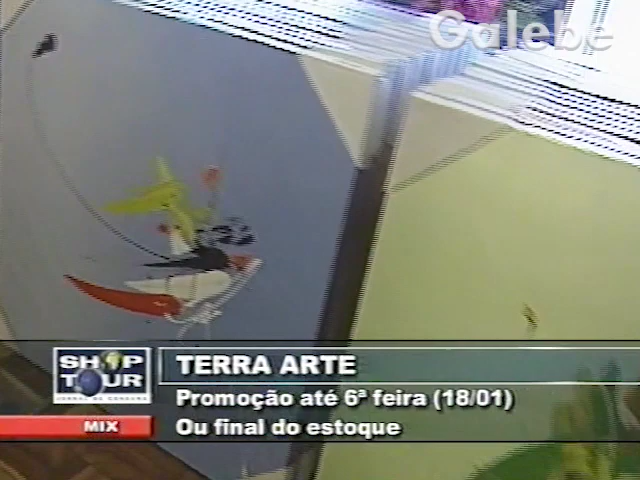 Galebe
SHOP
TOUR
TERRA ARTE
Promoção até 6ª feira (18/01)
MIX
Ou final do estoque